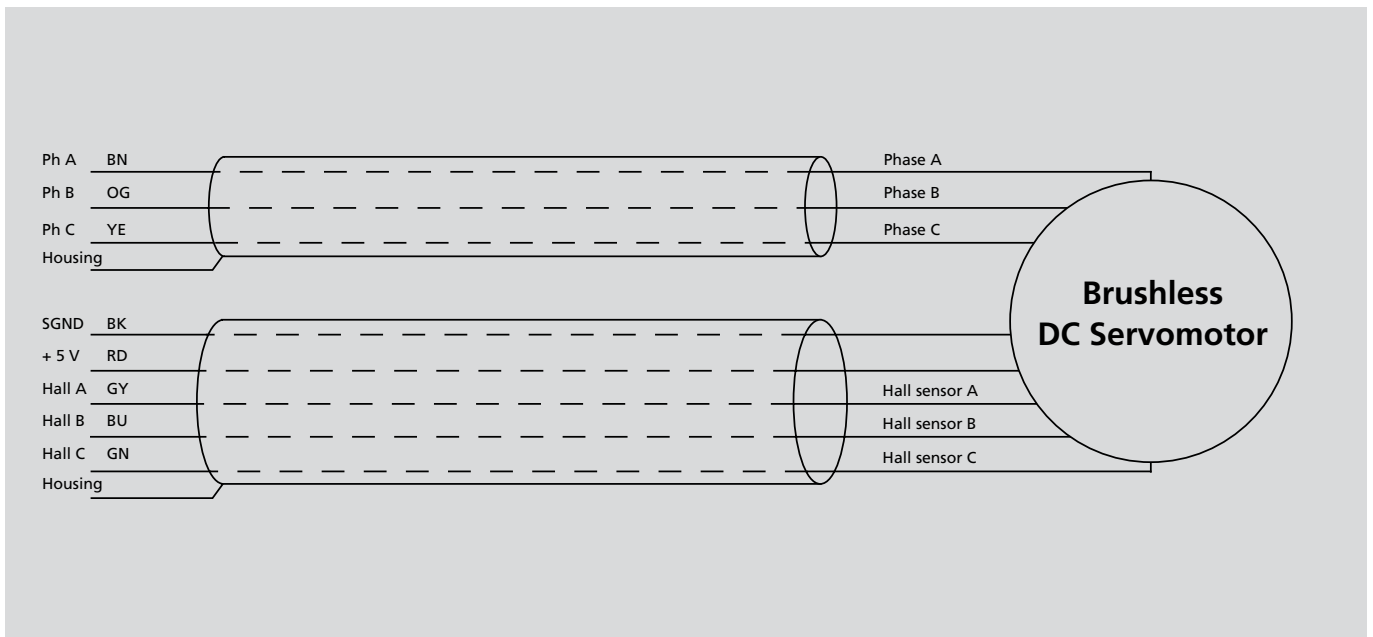 Ph A BN Phase A
Ph B OG Phase B
Ph C YE Phase C
Housing
Brushless
DC Servomotor
SGND BK
+ 5 V RD
Hall A GY Hall sensor A
Hall B BU Hall sensor B
Hall C GN Hall sensor C
Housing